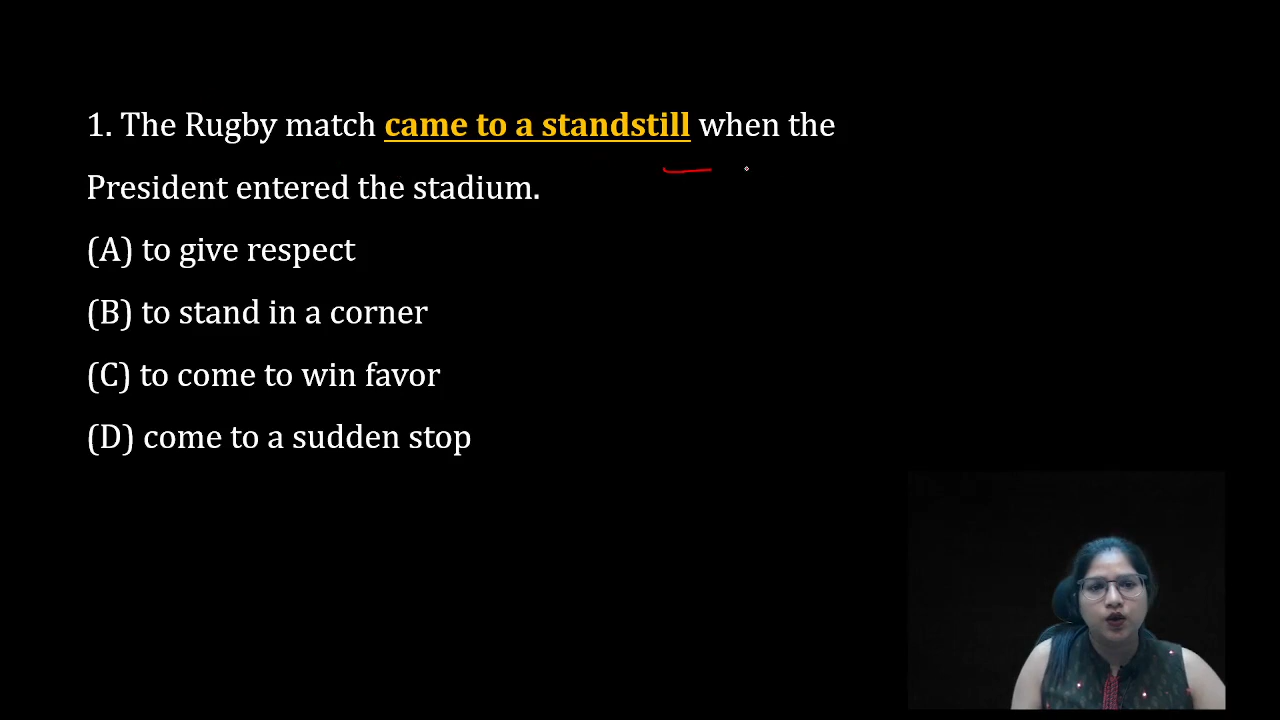 1. The Rugby match came to a standstill when the
President entered the stadium.
(A) to give respect
(B) to stand in a corner
(C) to come to win favor
(D) come to a sudden stop